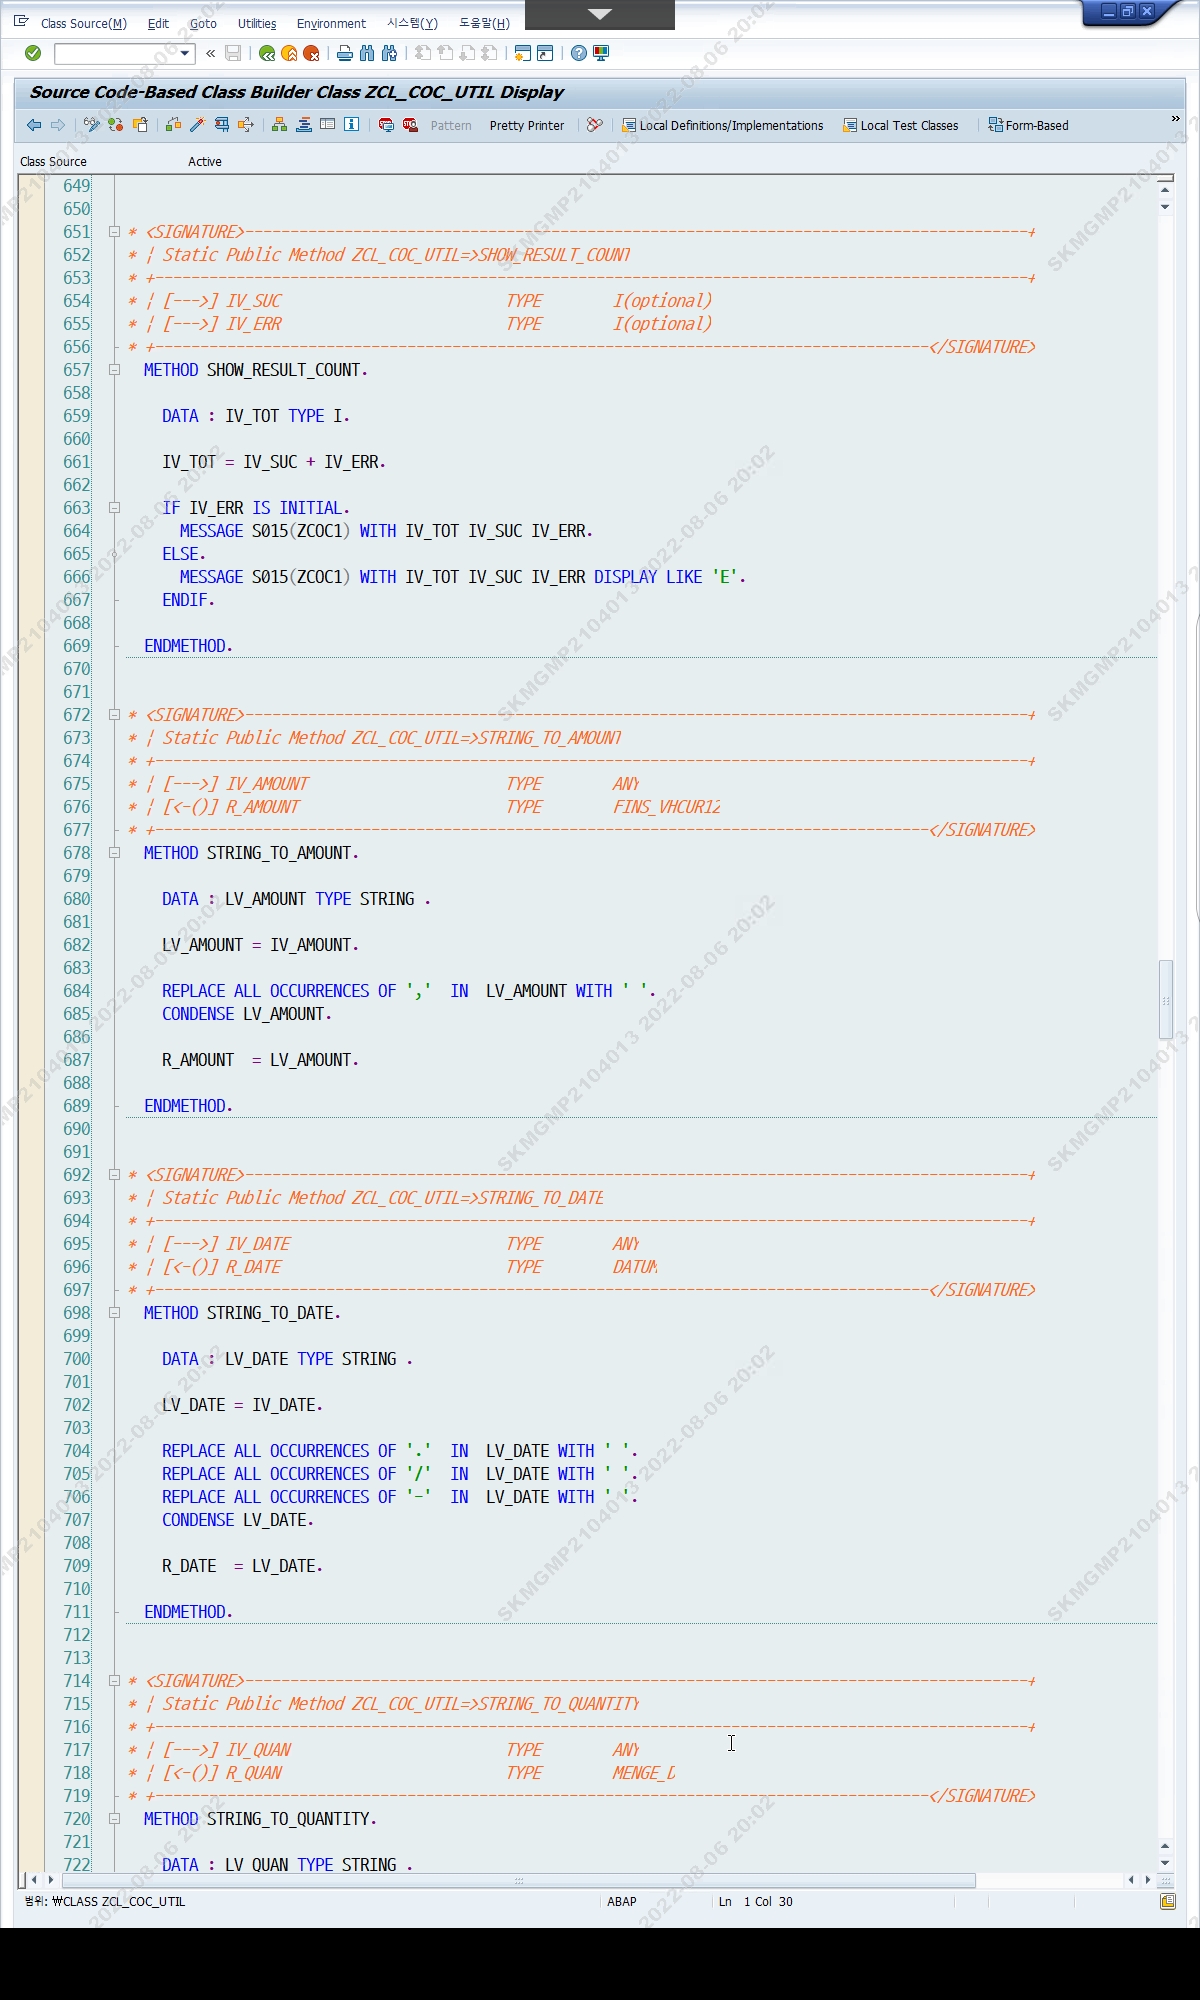 Class Source(M) Edit Goto Utilities Environment 시스템(Y) 도움말(H)
Source Code-Based Class Builder Class ZCL_COC_UTIL Display
Pattern Pretty Printer Local Definitions/Implementations Local Test Classes Form-Based »
Class Source Active
649
650
651 * <SIGNATURE>---------------------------------------------------------------------------------------+
652 * | Static Public Method ZCL_COC_UTIL=>SHOW_RESULT_COUNT
653 * +-------------------------------------------------------------------------------------------------+
654 * | [--->] IV_SUC TYPE I(optional)
655 * | [--->] IV_ERR TYPE I(optional)
656 * +--------------------------------------------------------------------------------------</SIGNATURE>
657 METHOD SHOW_RESULT_COUNT.
658
659 DATA : IV_TOT TYPE I.
660
661 IV_TOT = IV_SUC + IV_ERR.
662
663 IF IV_ERR IS INITIAL.
664 MESSAGE S015(ZCOC1) WITH IV_TOT IV_SUC IV_ERR.
665 ELSE.
666 MESSAGE S015(ZCOC1) WITH IV_TOT IV_SUC IV_ERR DISPLAY LIKE 'E'.
667 ENDIF.
668
669 ENDMETHOD.
670
671
672 * <SIGNATURE>---------------------------------------------------------------------------------------+
673 * | Static Public Method ZCL_COC_UTIL=>STRING_TO_AMOUNT
674 * +-------------------------------------------------------------------------------------------------+
675 * | [--->] IV_AMOUNT TYPE ANY
676 * | [<-()] R_AMOUNT TYPE FINS_VHCUR12
677 * +--------------------------------------------------------------------------------------</SIGNATURE>
678 METHOD STRING_TO_AMOUNT.
679
680 DATA : LV_AMOUNT TYPE STRING .
681
682 LV_AMOUNT = IV_AMOUNT.
683
684 REPLACE ALL OCCURRENCES OF ',' IN LV_AMOUNT WITH ' '.
685 CONDENSE LV_AMOUNT.
686
687 R_AMOUNT = LV_AMOUNT.
688
689 ENDMETHOD.
690
691
692 * <SIGNATURE>---------------------------------------------------------------------------------------+
693 * | Static Public Method ZCL_COC_UTIL=>STRING_TO_DATE
694 * +-------------------------------------------------------------------------------------------------+
695 * | [--->] IV_DATE TYPE ANY
696 * | [<-()] R_DATE TYPE DATUM
697 * +--------------------------------------------------------------------------------------</SIGNATURE>
698 METHOD STRING_TO_DATE.
699
700 DATA : LV_DATE TYPE STRING .
701
702 LV_DATE = IV_DATE.
703
704 REPLACE ALL OCCURRENCES OF '.' IN LV_DATE WITH ' '.
705 REPLACE ALL OCCURRENCES OF '/' IN LV_DATE WITH ' '.
706 REPLACE ALL OCCURRENCES OF '-' IN LV_DATE WITH ' '.
707 CONDENSE LV_DATE.
708
709 R_DATE = LV_DATE.
710
711 ENDMETHOD.
712
713
714 * <SIGNATURE>---------------------------------------------------------------------------------------+
715 * | Static Public Method ZCL_COC_UTIL=>STRING_TO_QUANTITY
716 * +-------------------------------------------------------------------------------------------------+
717 * | [--->] IV_QUAN TYPE ANY
718 * | [<-()] R_QUAN TYPE MENGE_D
719 * +--------------------------------------------------------------------------------------</SIGNATURE>
720 METHOD STRING_TO_QUANTITY.
721
722 DATA : LV_QUAN TYPE STRING .
범위: ₩CLASS ZCL_COC_UTIL ABAP Ln 1 Col 30
SKMGMP2104013 2022-08-06 20:02